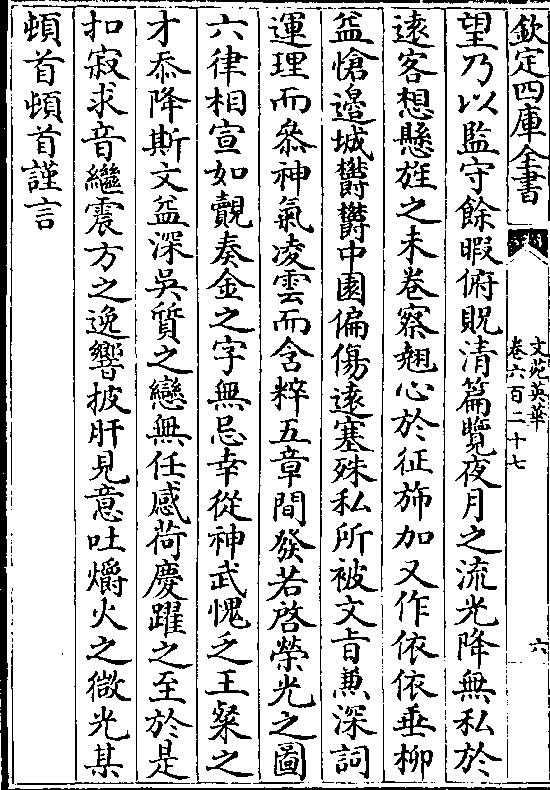 欽定四庫全書
文苑英華
卷六百二十七
六
望乃以監守餘暇俯貺清篇覽夜月之流光降無私於
遠客想懸旌之未卷察翹心於征斾加又作依依垂柳
益愴邉城欝欝中園偏傷遠塞殊私所被文旨兼深詞
運理而叅神氣凌雲而含粹五章間發若啓榮光之圖
六律相宣如覿奏金之字無忌幸從神武愧乏王粲之
才忝降斯文益深吳質之戀無任感荷慶躍之至於是
扣寂求音繼震方之逸響披肝見意吐爝火之微光某
頓首頓首謹言